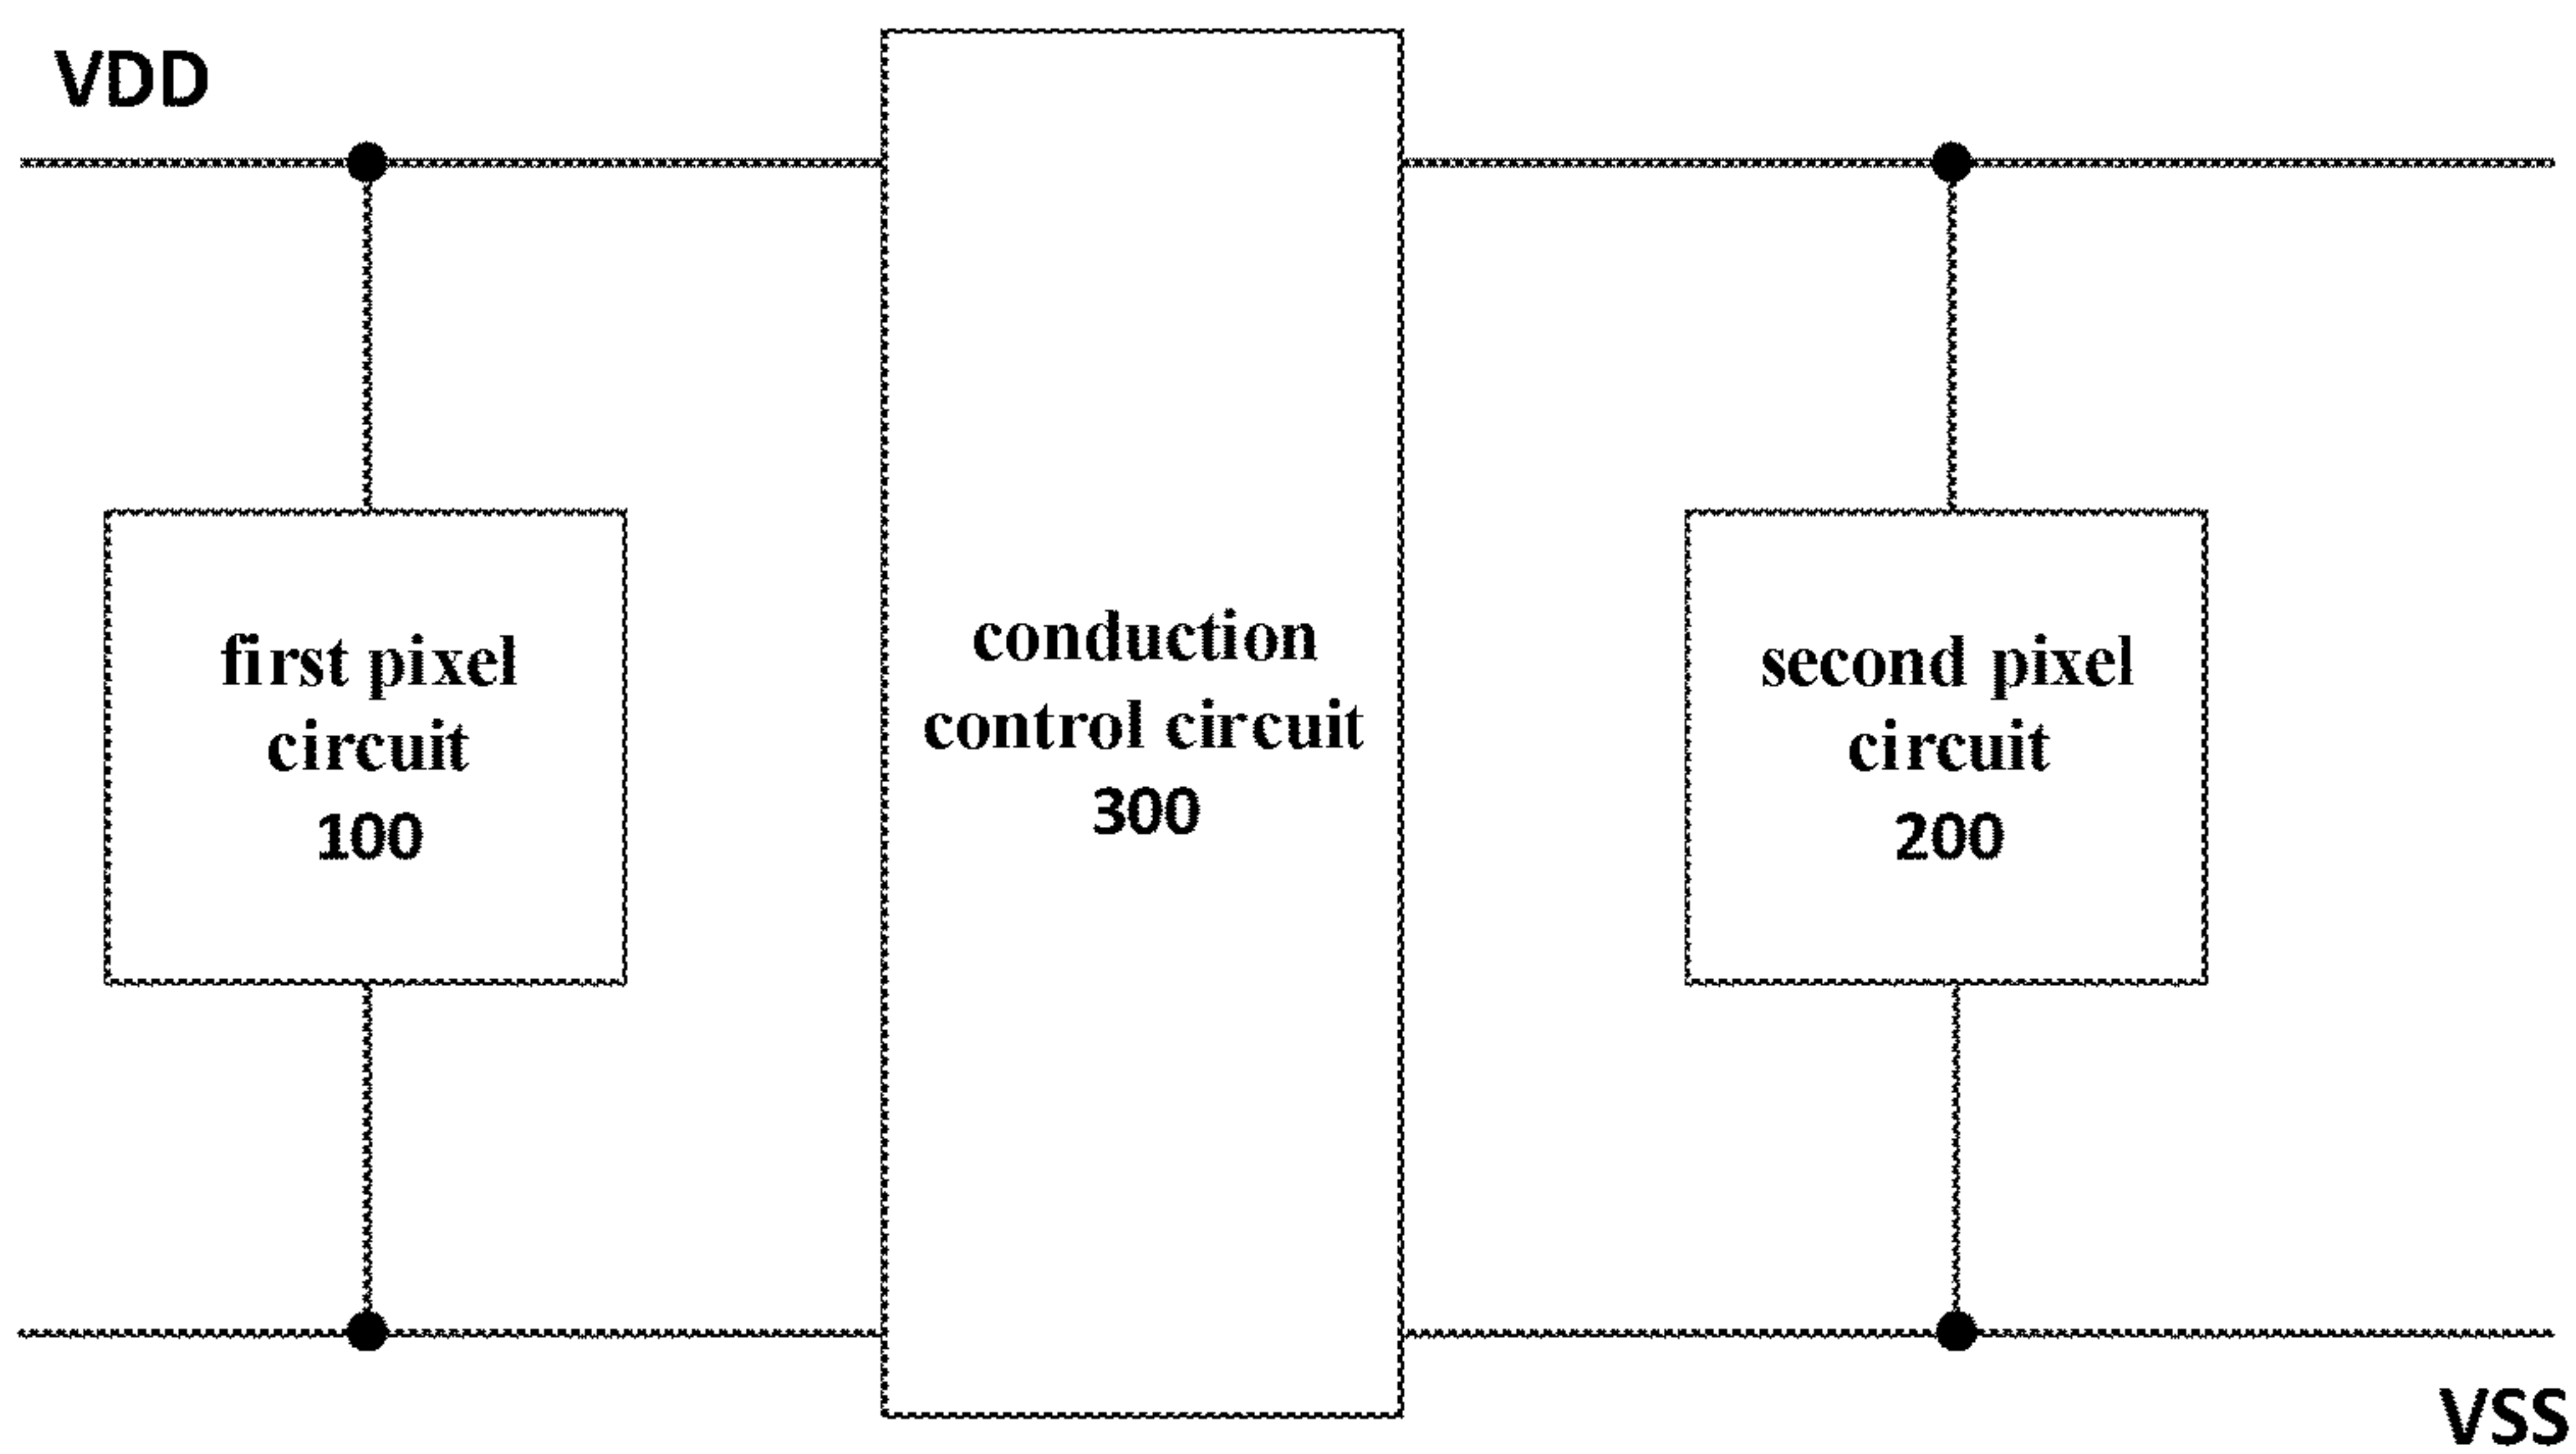 VDD
first pixel
circuit
100
conduction
control circuit
300
second pixel
circuit
200
VSS